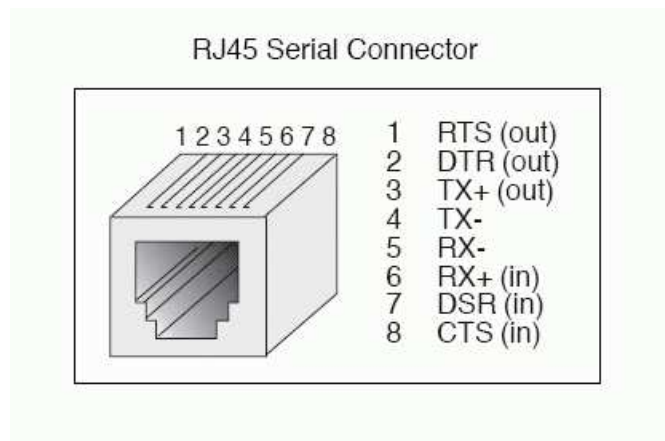 RJ45 Serial Connector
1 2 3 4 5 6 7 8
1 RTS (out)
2 DTR (out)
3 TX+ (out)
4 TX-
5 RX-
6 RX+ (in)
7 DSR (in)
8 CTS (in)